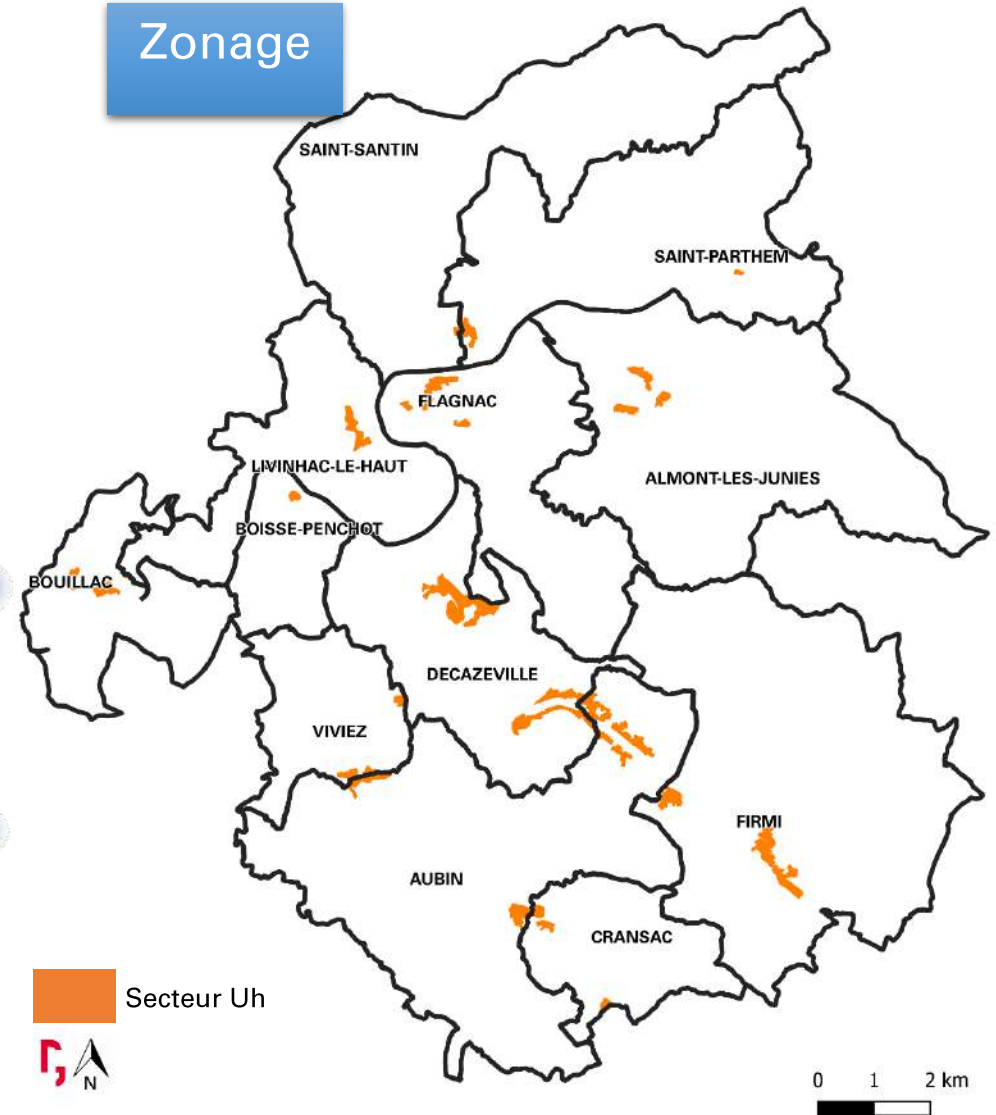 Zonage
SAINT-SANTIN
SAINT-PARTHEM
FLAGNAC
LIVINHAC-LE-HAUT
ALMONT-LES-JUNIES
BOISSE-PENCHOT
BOUILLAC
DECAZEVILLE
VIVIEZ
FIRMI
AUBIN
CRANSAC
Secteur Uh
N
0 1 2 km